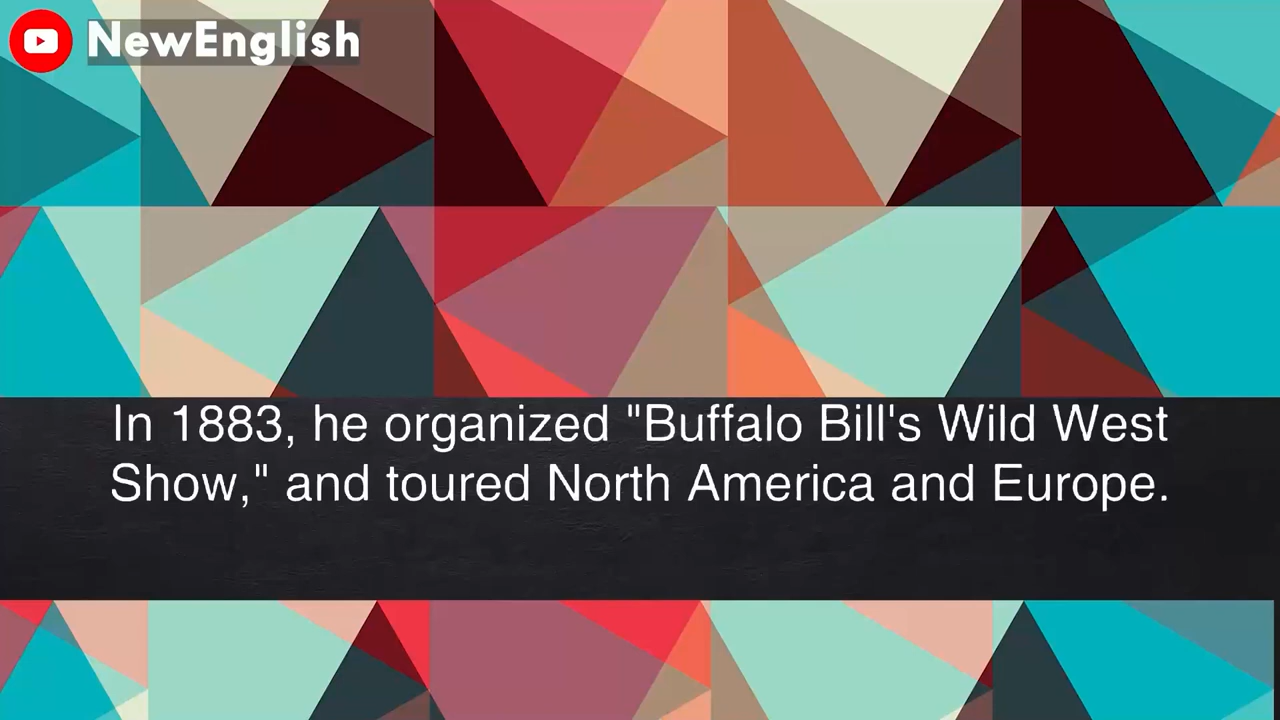 NewEnglish
In 1883, he organized "Buffalo Bill's Wild West
Show," and toured North America and Europe.